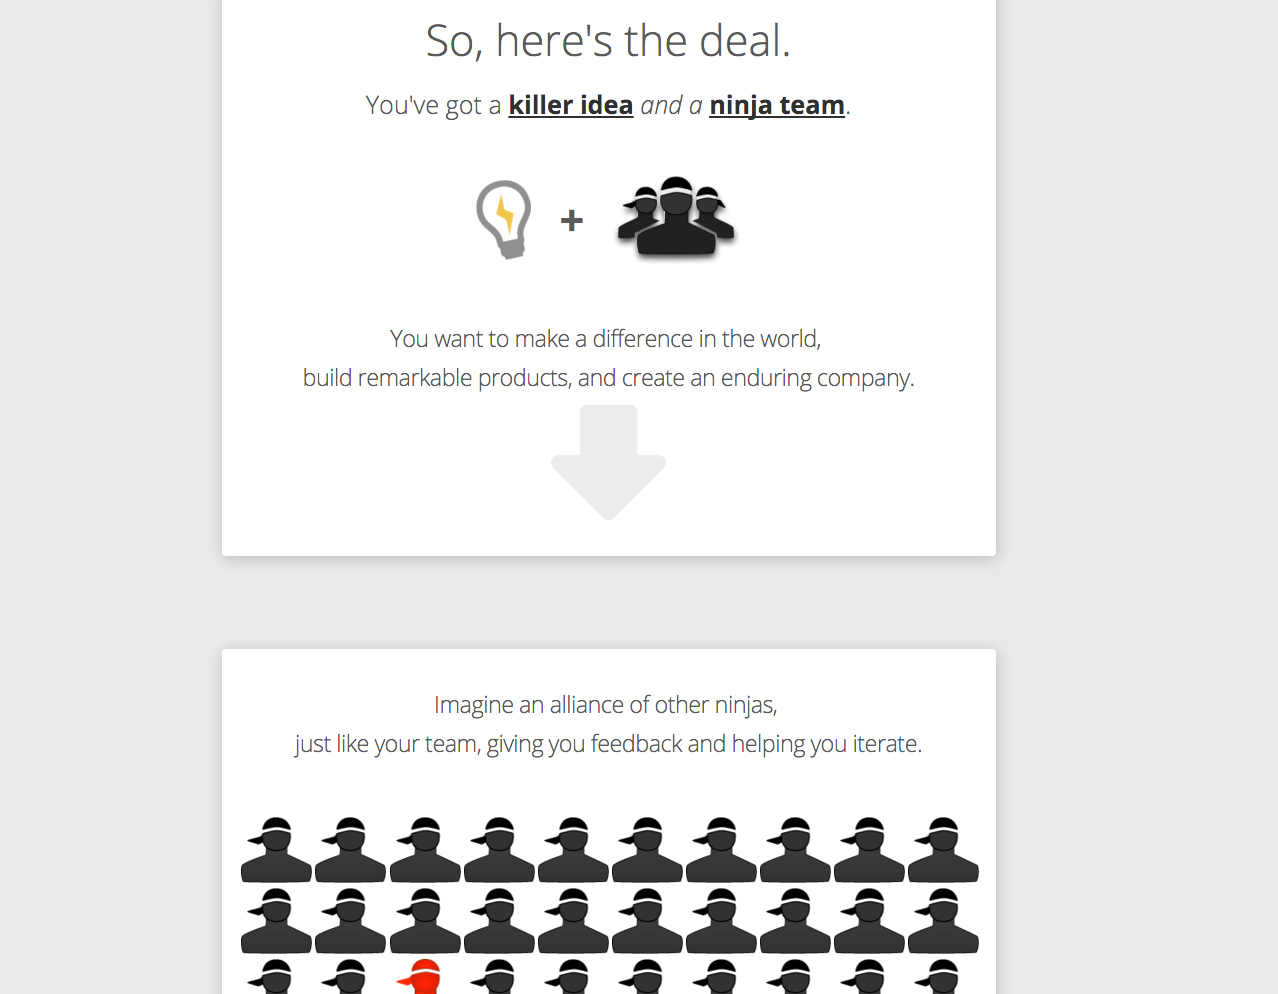 So, here's the deal.
You've got a killer idea and a ninja team.
+
You want to make a difference in the world,
build remarkable products, and create an enduring company.
Imagine an alliance of other ninjas,
just like your team, giving you feedback and helping you iterate.